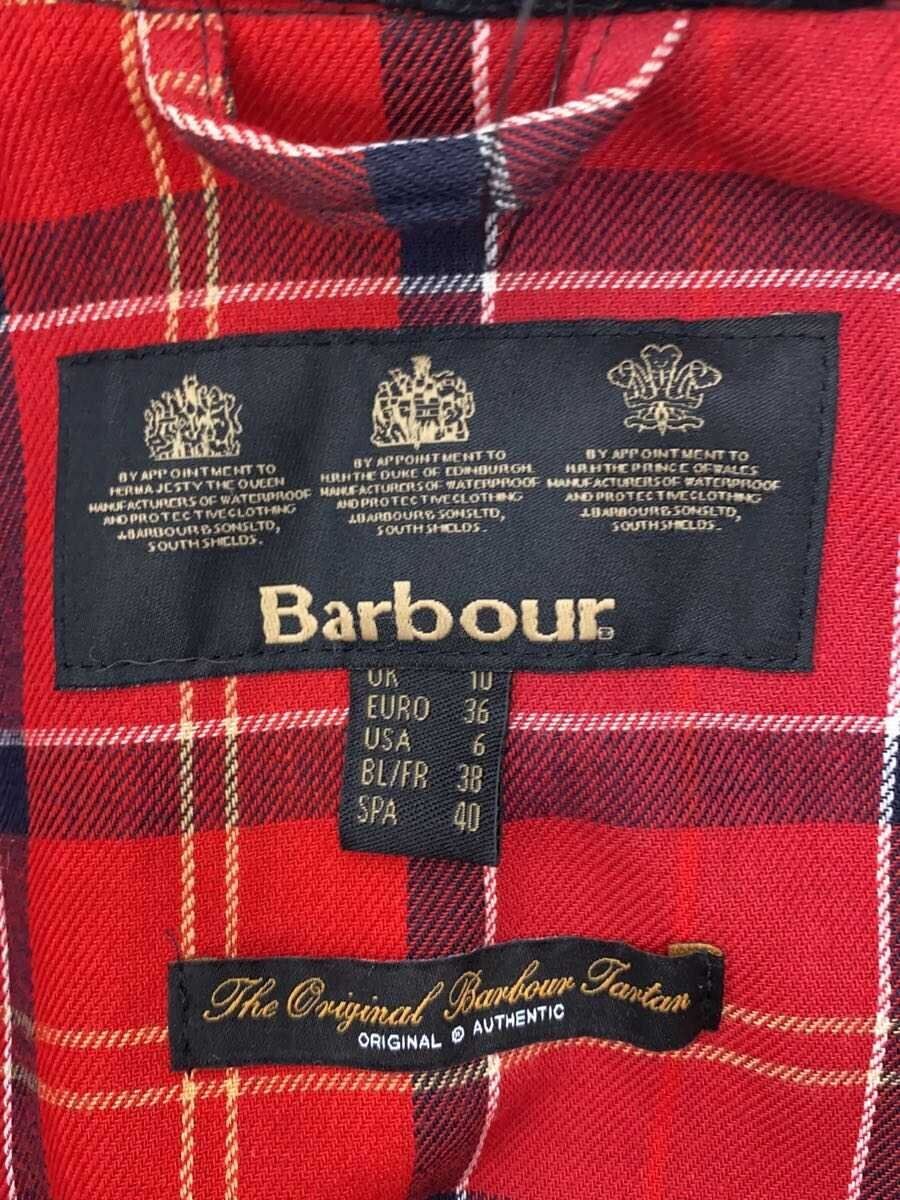 BY APPOINTMENT TO
HER MAJESTY THE QUEEN
MANUFACTURERS OF WATERPROOF
AND PROTECTIVE CLOTHING
J.BARBOUR & SONS LTD,
SOUTH SHIELDS.
BY APPOINTMENT TO
H.R.H THE DUKE OF EDINBURGH.
MANUFACTURERS OF WATERPROOF
AND PROTECTIVE CLOTHING
J.BARBOUR & SONS LTD,
SOUTH SHIELDS.
BY APPOINTMENT TO
H.R.H THE PRINCE OF WALES
MANUFACTURERS OF WATERPROOF
AND PROTECTIVE CLOTHING
J.BARBOUR & SONS LTD,
SOUTH SHIELDS.
Barbour®
UK 10
EURO 36
USA 6
BL/FR 38
SPA 40
The Original Barbour Tartan
ORIGINAL ® AUTHENTIC